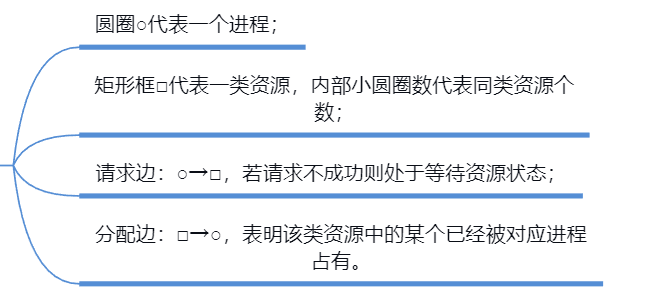 圆圈○代表一个进程；
矩形框□代表一类资源，内部小圆圈数代表同类资源个
数；
请求边：○→□，若请求不成功则处于等待资源状态；
分配边：□→○，表明该类资源中的某个已经被对应进程
占有。